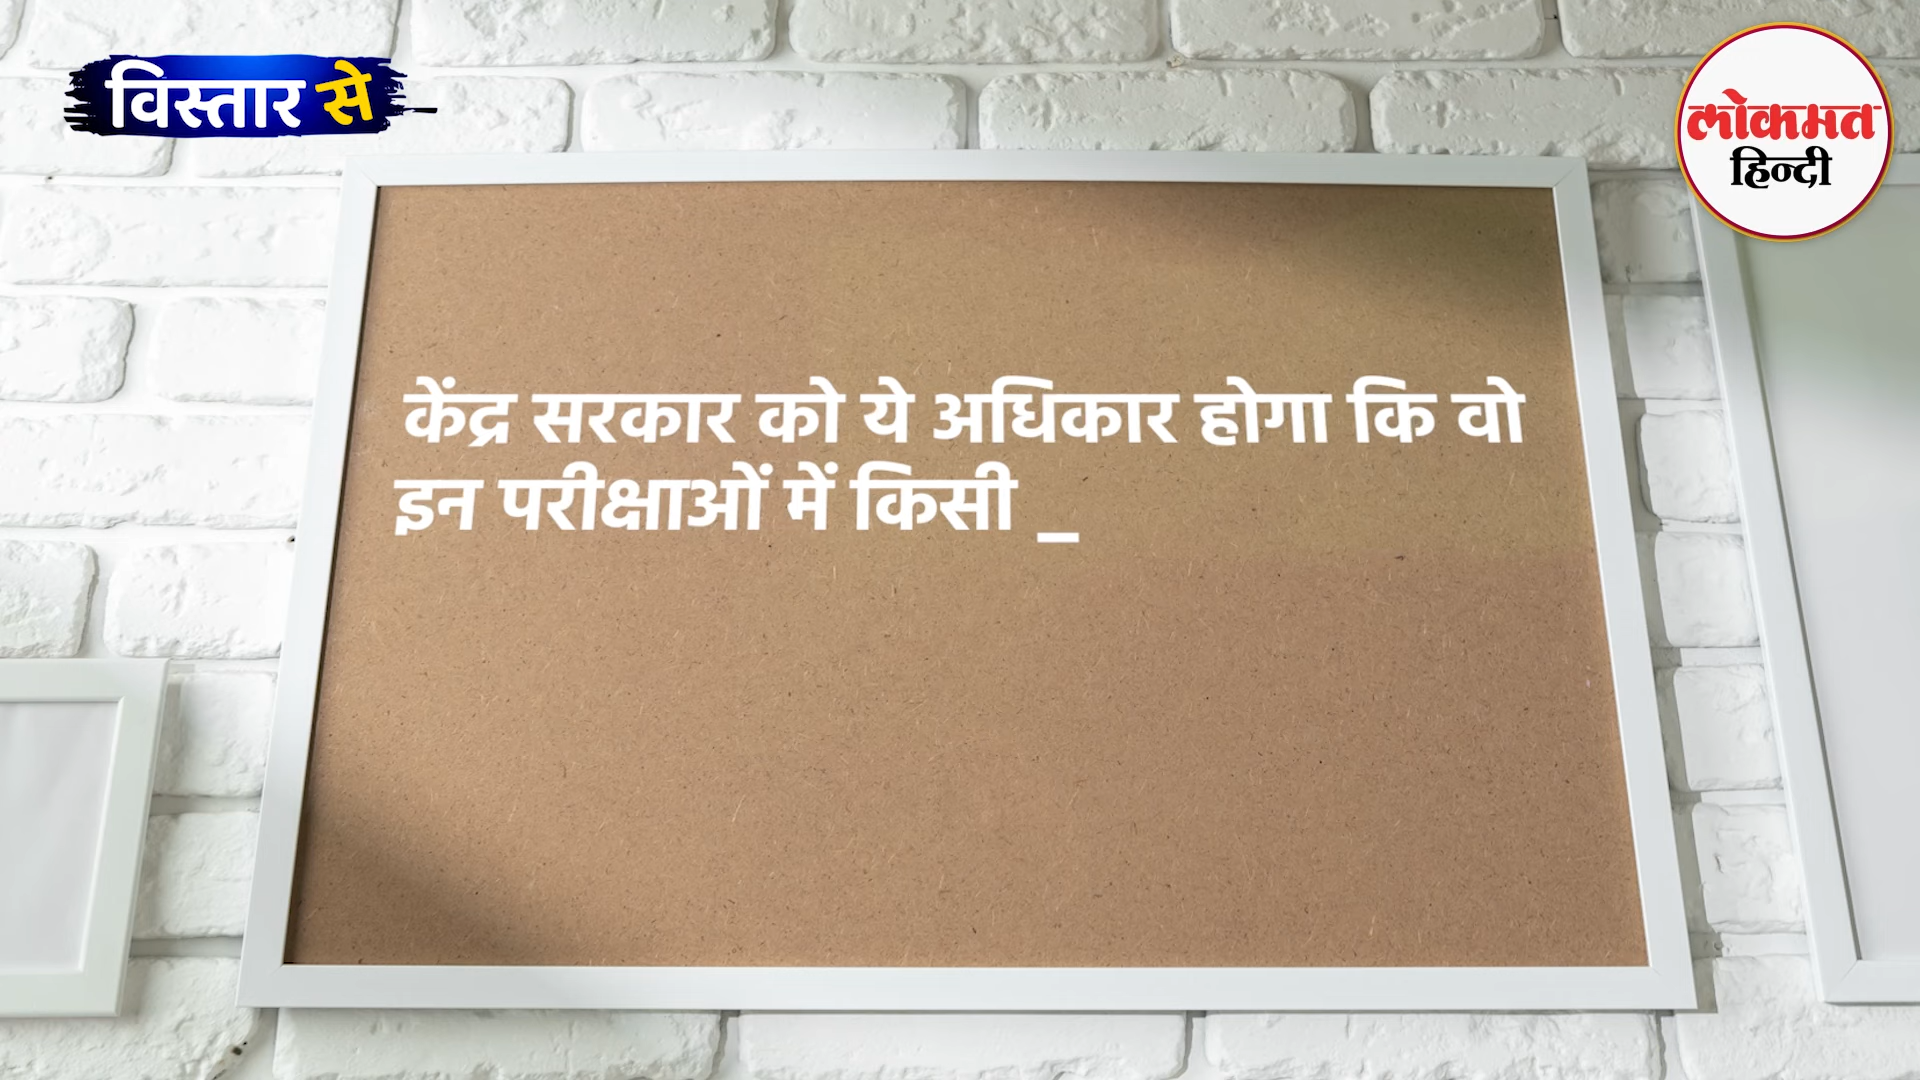 विस्तार से
लोकमत
हिन्दी
केंद्र सरकार को ये अधिकार होगा कि वो
इन परीक्षाओं में किसी _